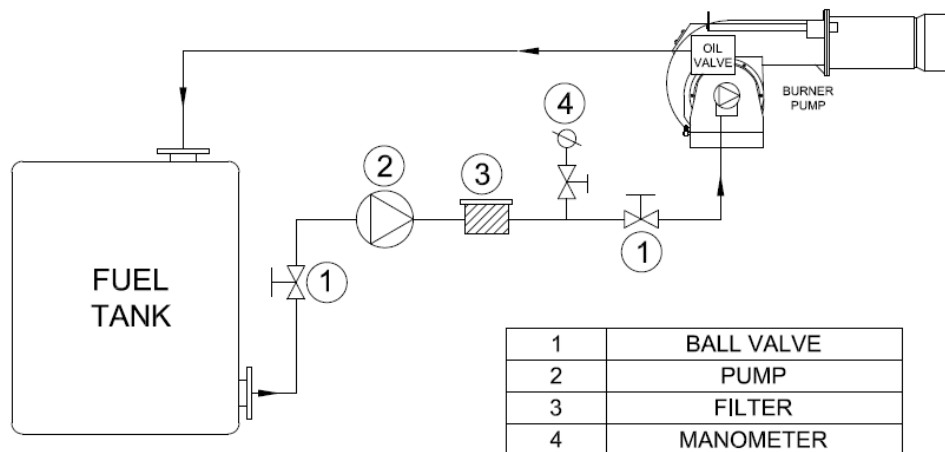 OIL
VALVE
BURNER
PUMP
4
2
3
1
1
FUEL
TANK
1 BALL VALVE
2 PUMP
3 FILTER
4 MANOMETER